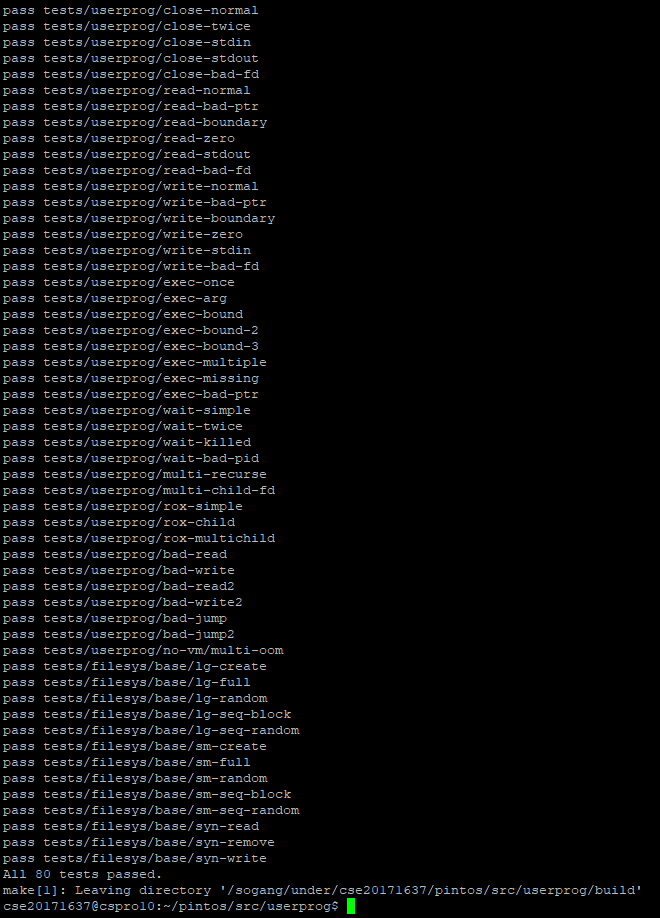 pass tests/userprog/close-normal
pass tests/userprog/close-twice
pass tests/userprog/close-stdin
pass tests/userprog/close-stdout
pass tests/userprog/close-bad-fd
pass tests/userprog/read-normal
pass tests/userprog/read-bad-ptr
pass tests/userprog/read-boundary
pass tests/userprog/read-zero
pass tests/userprog/read-stdout
pass tests/userprog/read-bad-fd
pass tests/userprog/write-normal
pass tests/userprog/write-bad-ptr
pass tests/userprog/write-boundary
pass tests/userprog/write-zero
pass tests/userprog/write-stdin
pass tests/userprog/write-bad-fd
pass tests/userprog/exec-once
pass tests/userprog/exec-arg
pass tests/userprog/exec-bound
pass tests/userprog/exec-bound-2
pass tests/userprog/exec-bound-3
pass tests/userprog/exec-multiple
pass tests/userprog/exec-missing
pass tests/userprog/exec-bad-ptr
pass tests/userprog/wait-simple
pass tests/userprog/wait-twice
pass tests/userprog/wait-killed
pass tests/userprog/wait-bad-pid
pass tests/userprog/multi-recurse
pass tests/userprog/multi-child-fd
pass tests/userprog/rox-simple
pass tests/userprog/rox-child
pass tests/userprog/rox-multichild
pass tests/userprog/bad-read
pass tests/userprog/bad-write
pass tests/userprog/bad-read2
pass tests/userprog/bad-write2
pass tests/userprog/bad-jump
pass tests/userprog/bad-jump2
pass tests/userprog/no-vm/multi-oom
pass tests/filesys/base/lg-create
pass tests/filesys/base/lg-full
pass tests/filesys/base/lg-random
pass tests/filesys/base/lg-seq-block
pass tests/filesys/base/lg-seq-random
pass tests/filesys/base/sm-create
pass tests/filesys/base/sm-full
pass tests/filesys/base/sm-random
pass tests/filesys/base/sm-seq-block
pass tests/filesys/base/sm-seq-random
pass tests/filesys/base/syn-read
pass tests/filesys/base/syn-remove
pass tests/filesys/base/syn-write
All 80 tests passed.
make[1]: Leaving directory '/sogang/under/cse20171637/pintos/src/userprog/build'
cse20171637@cspro10:~/pintos/src/userprog$